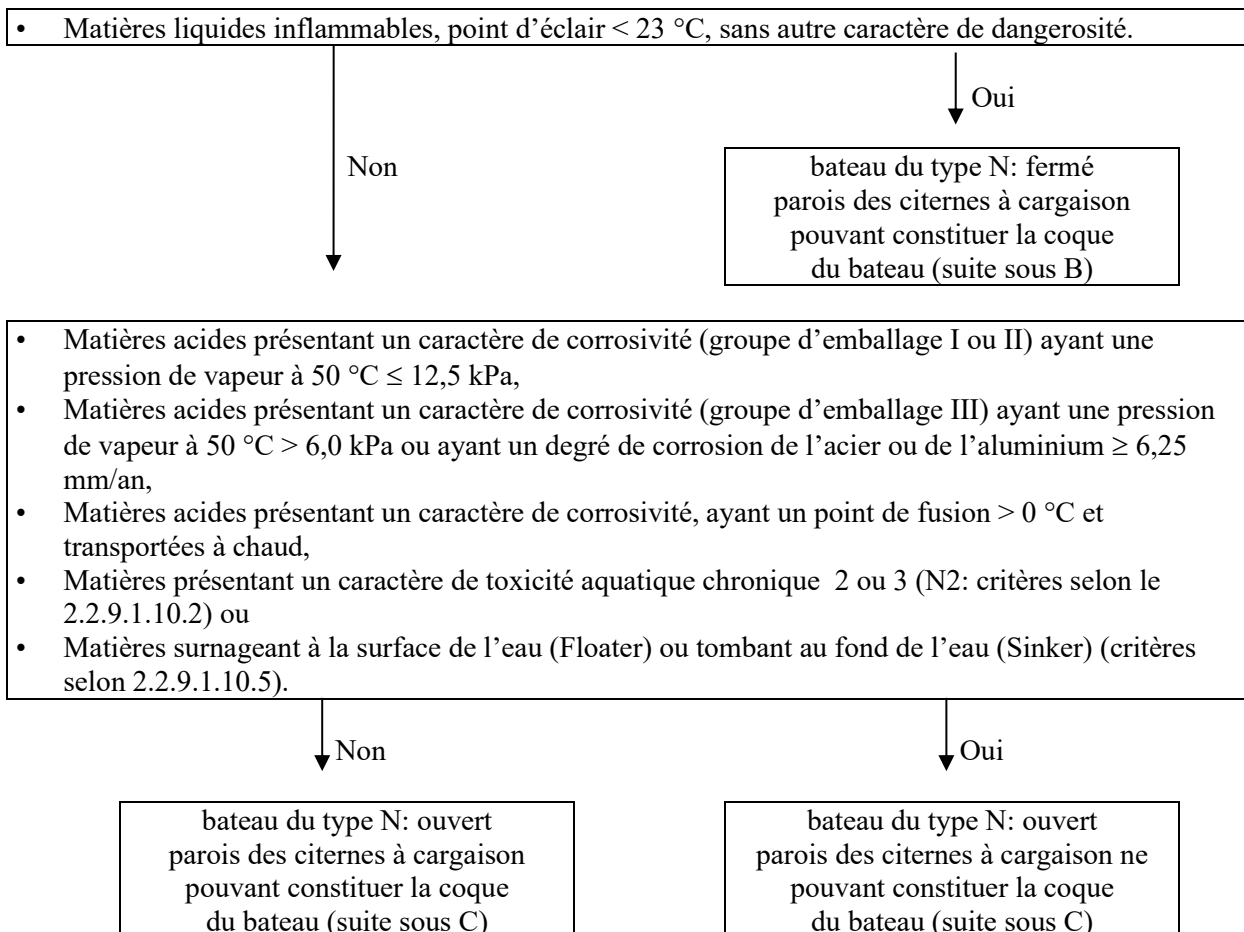 • Matières liquides inflammables, point d’éclair < 23 °C, sans autre caractère de dangerosité.
Oui
Non
bateau du type N: fermé
parois des citernes à cargaison
pouvant constituer la coque
du bateau (suite sous B)
• Matières acides présentant un caractère de corrosivité (groupe d’emballage I ou II) ayant une
pression de vapeur à 50 °C ≤ 12,5 kPa,
• Matières acides présentant un caractère de corrosivité (groupe d’emballage III) ayant une pression
de vapeur à 50 °C > 6,0 kPa ou ayant un degré de corrosion de l’acier ou de l’aluminium ≥ 6,25
mm/an,
• Matières acides présentant un caractère de corrosivité, ayant un point de fusion > 0 °C et
transportées à chaud,
• Matières présentant un caractère de toxicité aquatique chronique 2 ou 3 (N2: critères selon le
2.2.9.1.10.2) ou
• Matières surnageant à la surface de l’eau (Floater) ou tombant au fond de l’eau (Sinker) (critères
selon 2.2.9.1.10.5).
Non
Oui
bateau du type N: ouvert
parois des citernes à cargaison
pouvant constituer la coque
du bateau (suite sous C)
bateau du type N: ouvert
parois des citernes à cargaison ne
pouvant constituer la coque
du bateau (suite sous C)